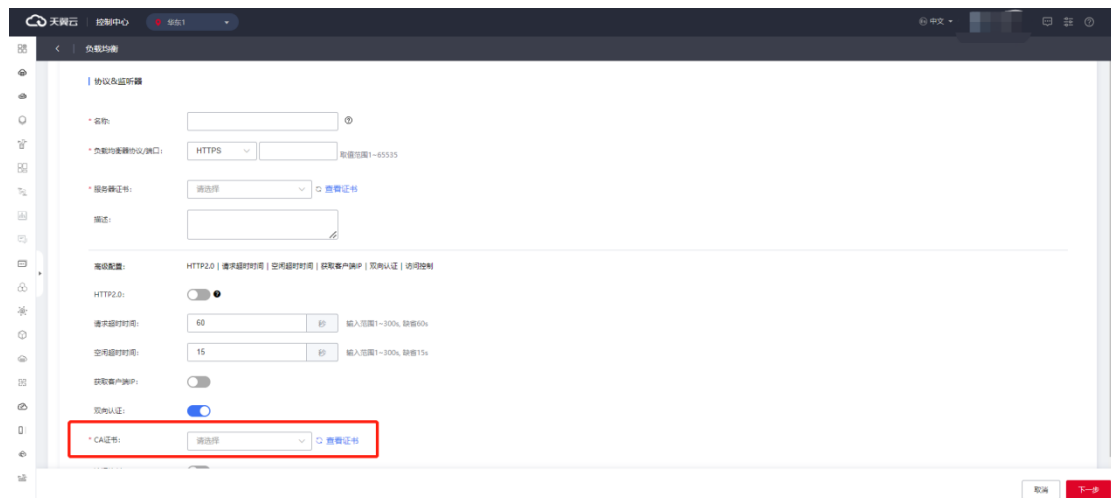 天翼云 | 控制中心 华东1 中文
负载均衡
协议&监听器
* 名称:
* 负载均衡器协议/端口: HTTPS 取值范围1~65535
* 服务器证书: 请选择 查看证书
描述:
高级配置: HTTP2.0 | 请求超时时间 | 空闲超时时间 | 获取客户端IP | 双向认证 | 访问控制
HTTP2.0:
请求超时时间: 60 秒 输入范围1~300s, 缺省60s
空闲超时时间: 15 秒 输入范围1~300s, 缺省15s
获取客户端IP:
双向认证:
* CA证书: 请选择 查看证书
取消 下一步